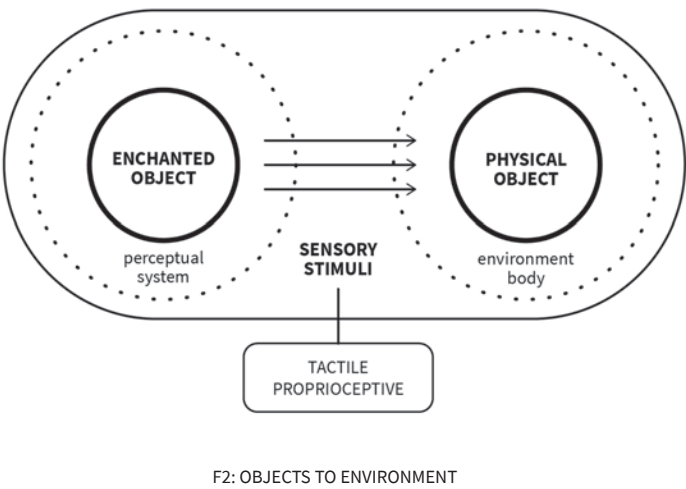 ENCHANTED
OBJECT
perceptual
system
SENSORY
STIMULI
PHYSICAL
OBJECT
environment
body
TACTILE
PROPRIOCEPTIVE
F2: OBJECTS TO ENVIRONMENT